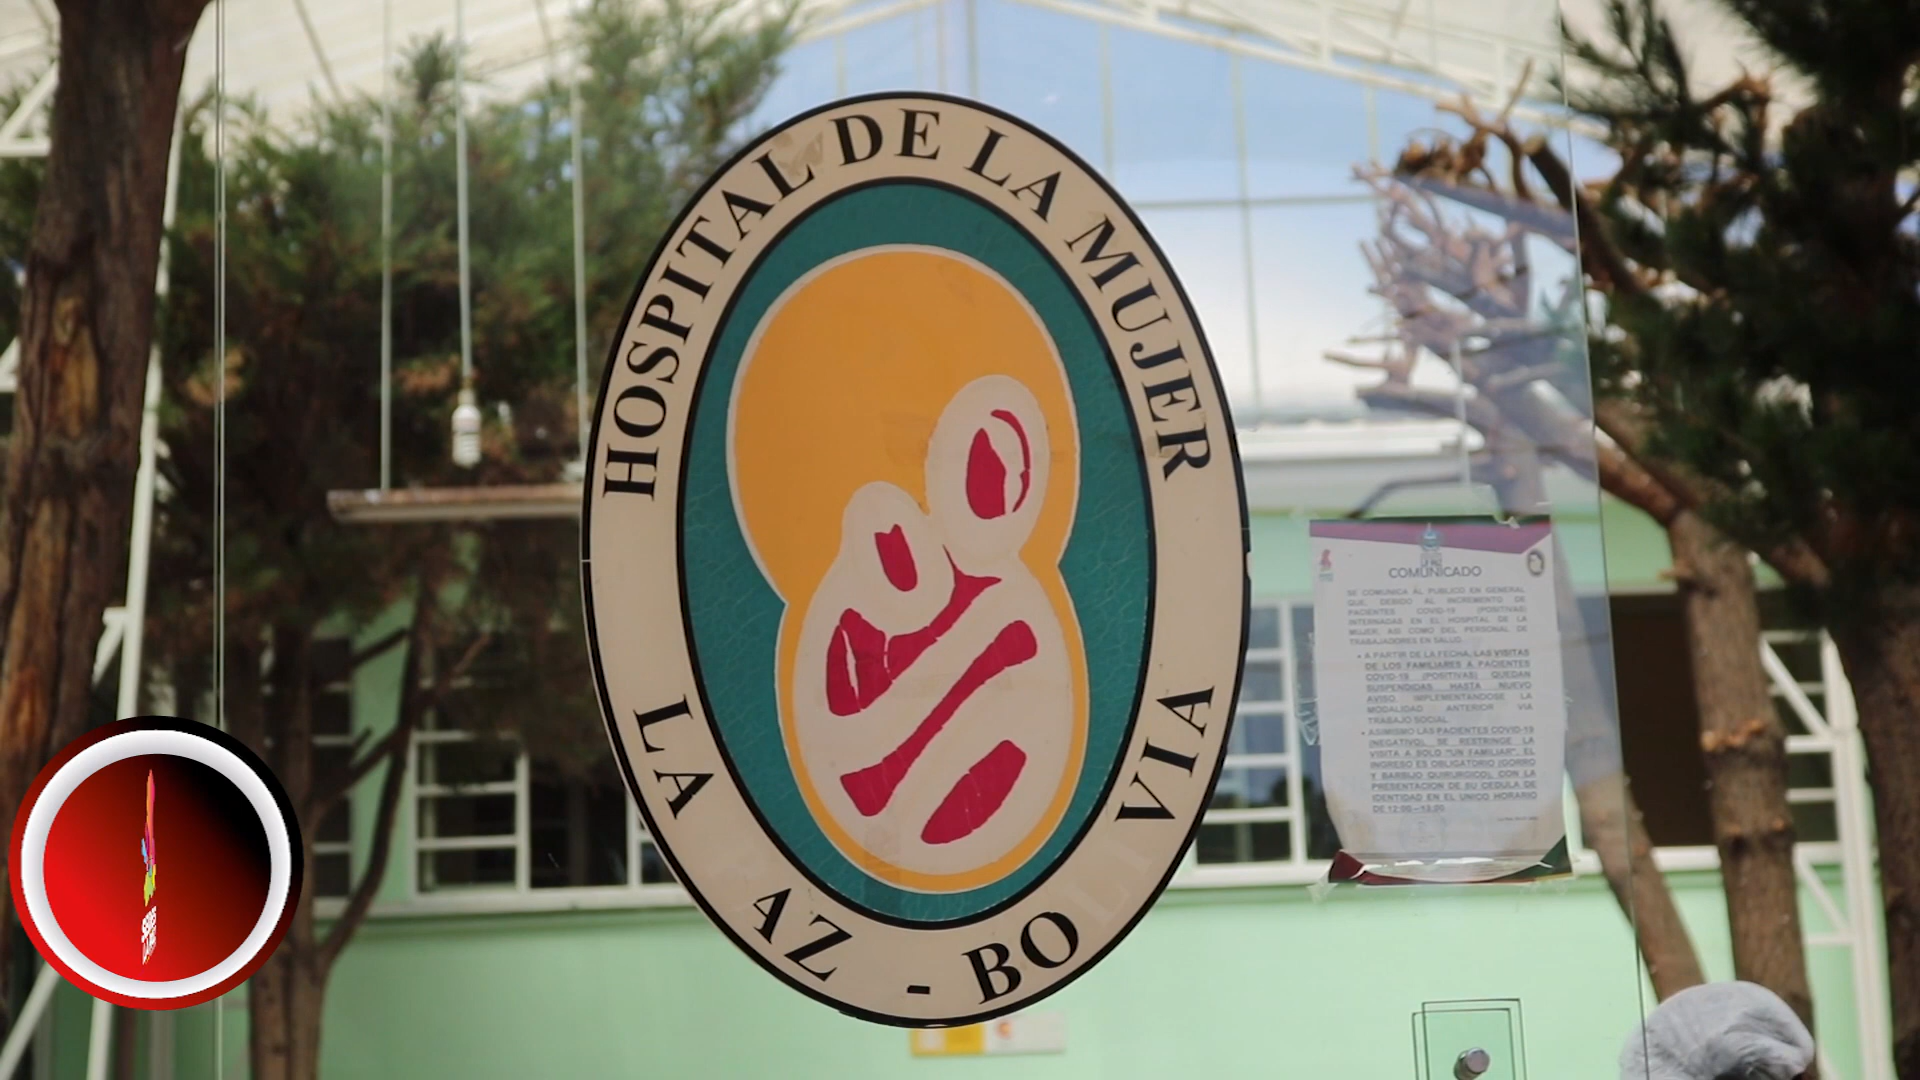 HOSPITAL DE LA MUJER
LA AZ - BO VIA
LA PAZ
COMUNICADO
SE COMUNICA AL PUBLICO EN GENERAL
QUE, DEBIDO AL INCREMENTO DE
PACIENTES COVID-19 (POSITIVAS)
INTERNADAS EN EL HOSPITAL DE LA
MUJER, ASI COMO DEL PERSONAL DE
TRABAJADORES EN SALUD.
• A PARTIR DE LA FECHA, LAS VISITAS
DE LOS FAMILIARES A PACIENTES
COVID-19 (POSITIVAS) QUEDAN
SUSPENDIDAS HASTA NUEVO
AVISO, IMPLEMENTANDOSE LA
MODALIDAD ANTERIOR VIA
TRABAJO SOCIAL.
• ASIMISMO LAS PACIENTES COVID-19
(NEGATIVO), SE RESTRINGE LA
VISITA A SOLO "UN FAMILIAR", EL
INGRESO ES OBLIGATORIO (GORRO
Y BARBIJO QUIRURGICO), CON LA
PRESENTACION DE SU CEDULA DE
IDENTIDAD EN EL UNICO HORARIO
DE 12:00 – 13:00